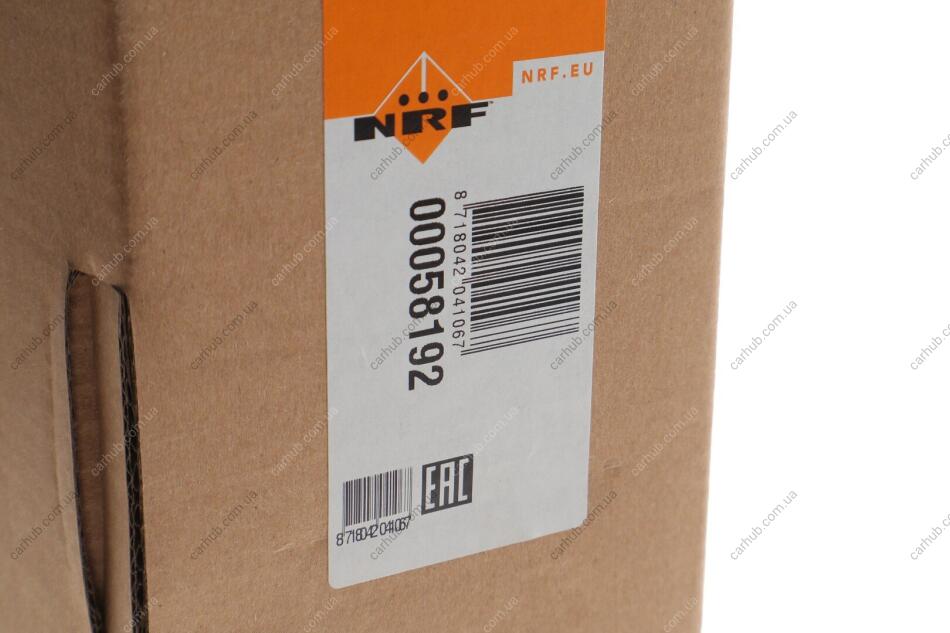 NRF.EU
NRF
00058192
8 718042 041067
8 718042 041067
EAC
carhub.com.ua